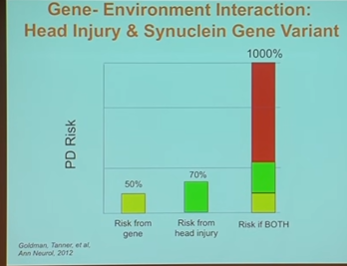 Gene- Environment Interaction:
Head Injury & Synuclein Gene Variant
1000%
PD Risk
50%
70%
Risk from
gene
Risk from
head injury
Risk if BOTH
Goldman, Tanner, et al,
Ann Neurol, 2012